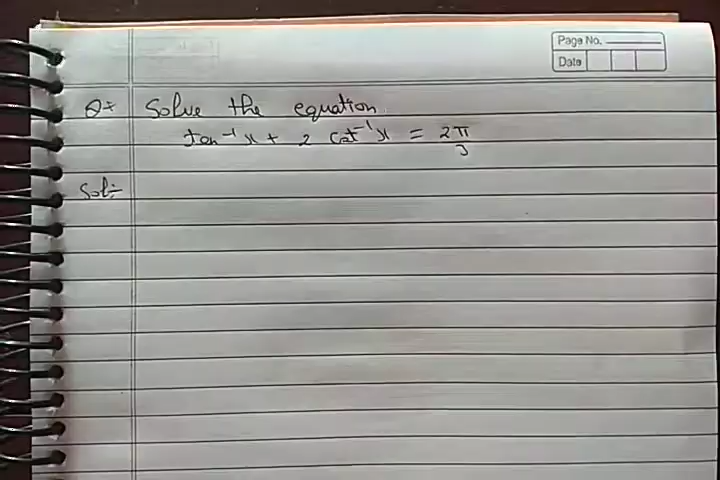 Page No.
Date
Q÷ Solve the equation.
tan⁻¹x + 2 cot⁻¹x = 2π/3
Sol÷